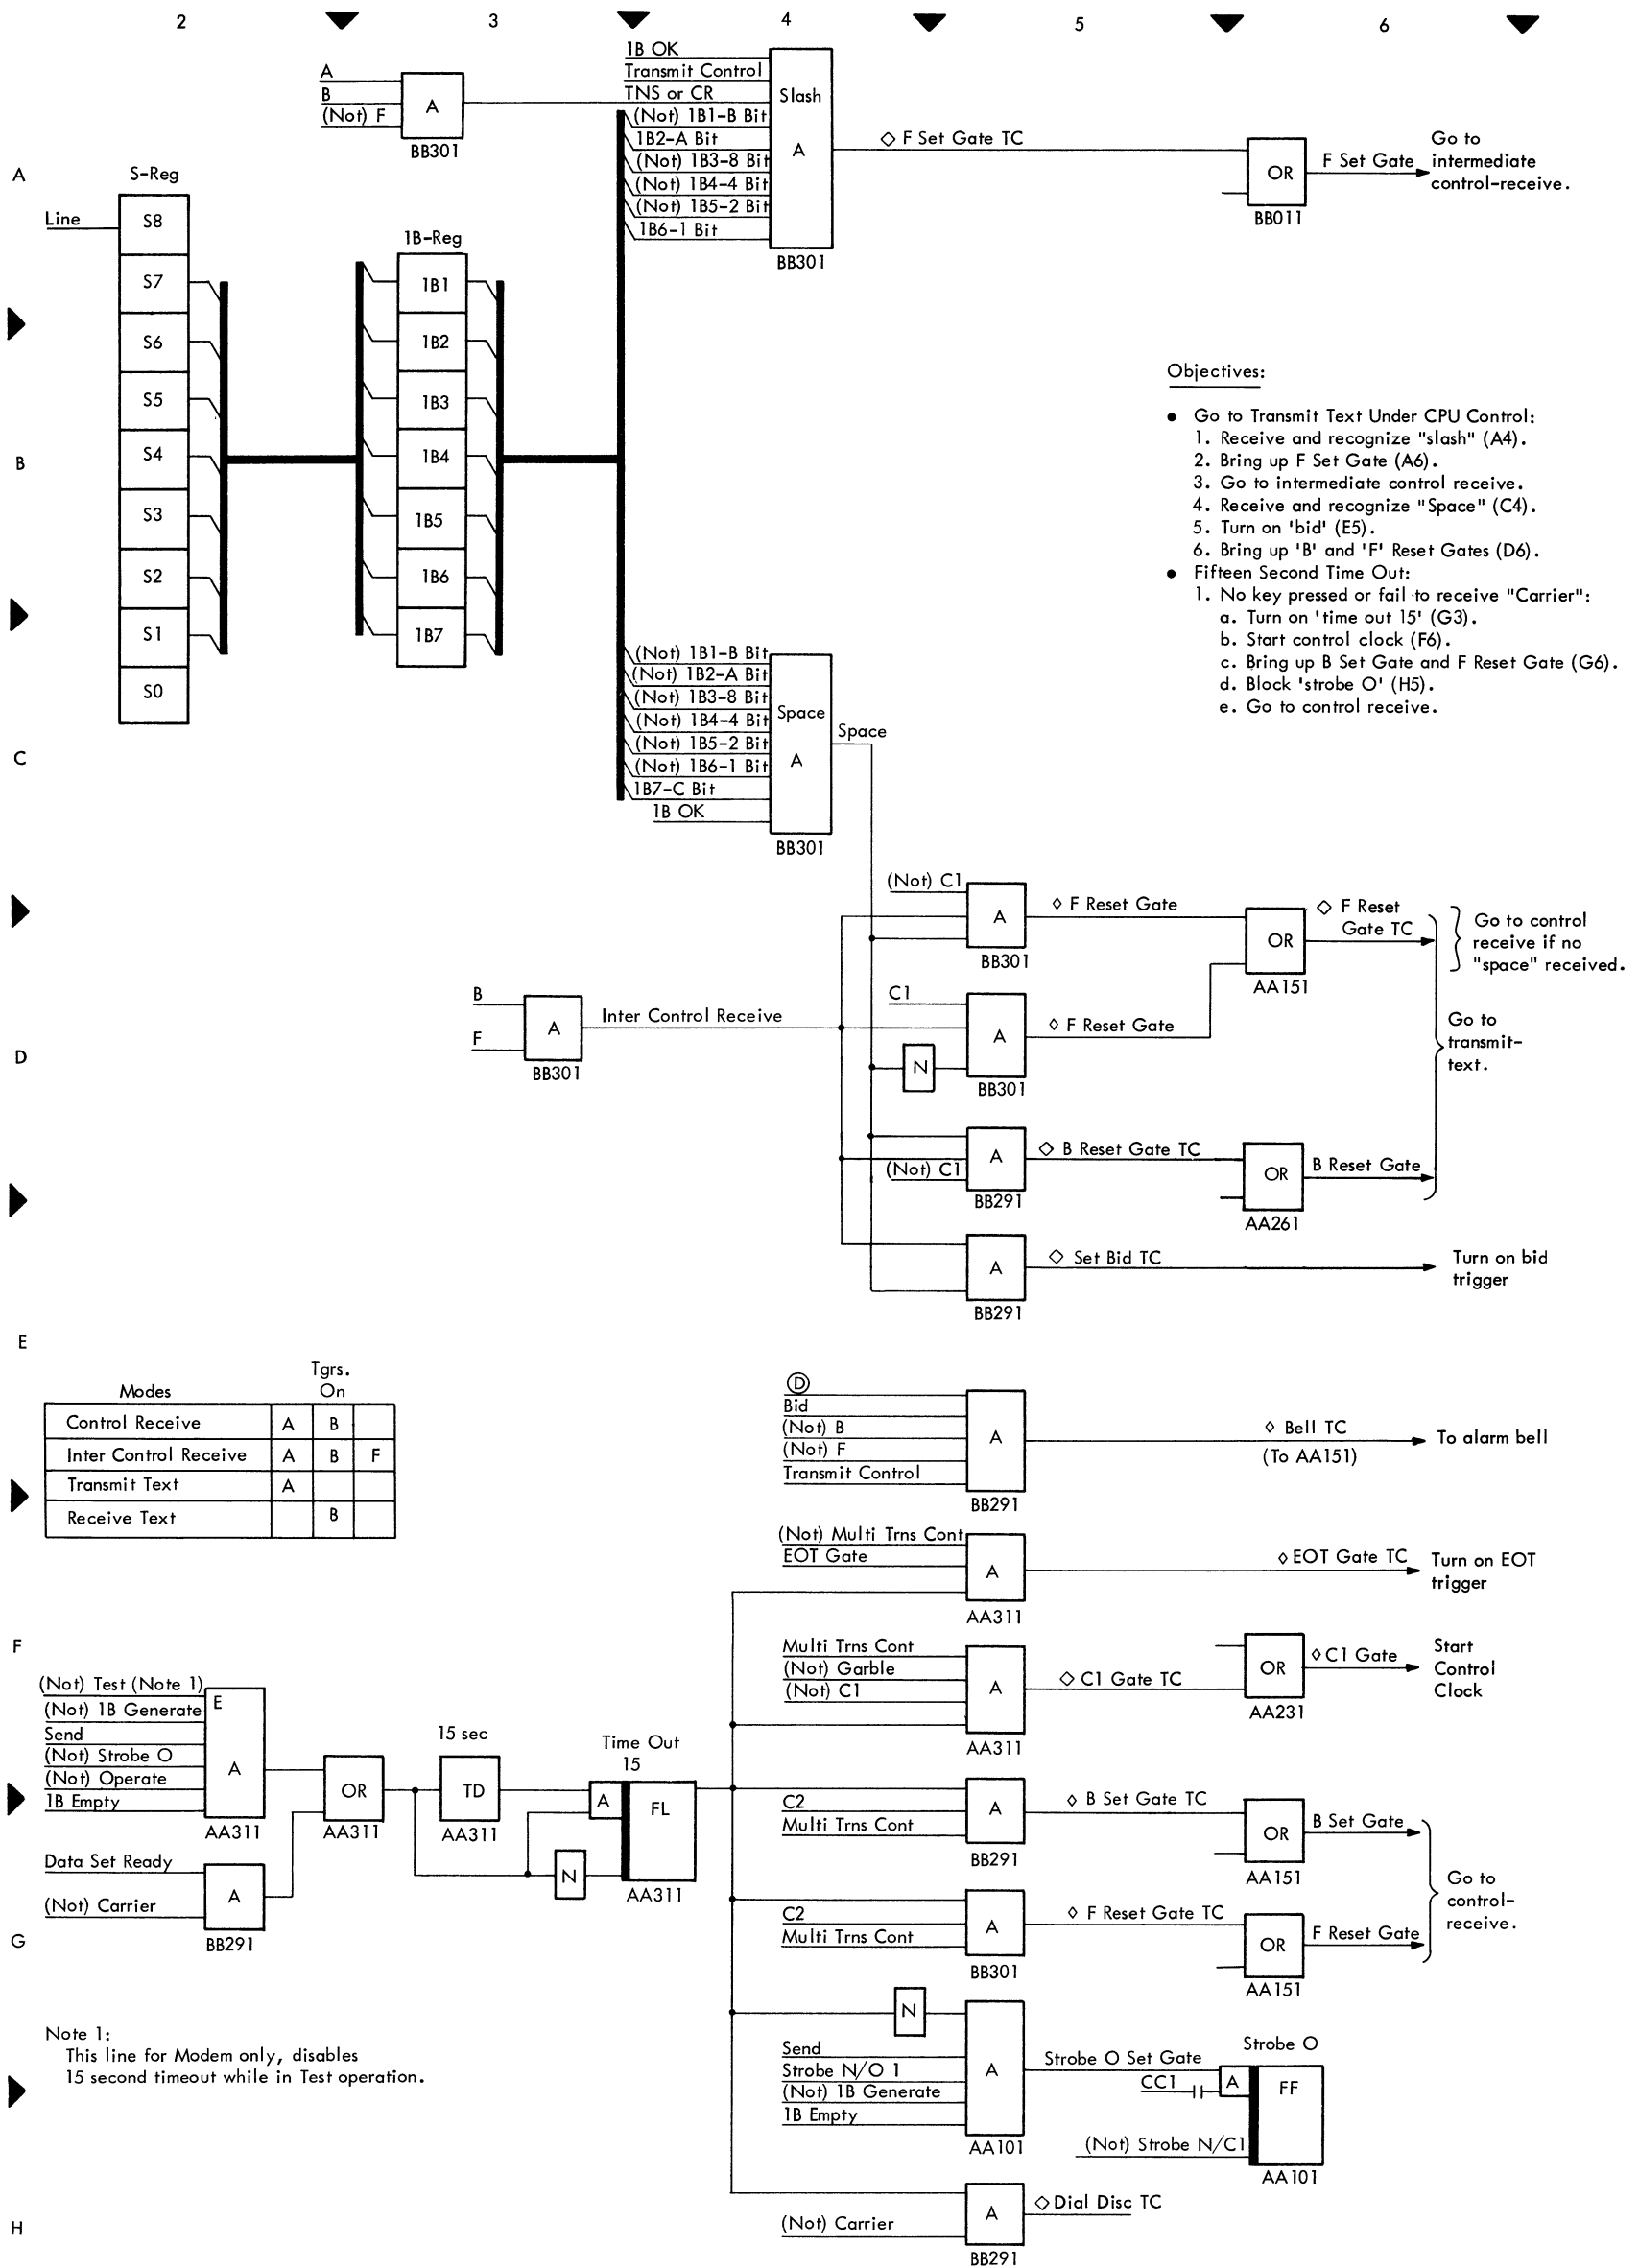 2 3 4 5 6
A
B
(Not) F
A
BB301
1B OK
Transmit Control
TNS or CR
(Not) 1B1-B Bit
1B2-A Bit
(Not) 1B3-8 Bit
(Not) 1B4-4 Bit
(Not) 1B5-2 Bit
1B6-1 Bit
Slash
A
BB301
◇ F Set Gate TC
OR
BB011
F Set Gate
Go to
intermediate
control-receive.
A
S-Reg
Line
S8
S7
S6
S5
S4
S3
S2
S1
S0
1B-Reg
1B1
1B2
1B3
1B4
1B5
1B6
1B7
B
Objectives:
● Go to Transmit Text Under CPU Control:
1. Receive and recognize "slash" (A4).
2. Bring up F Set Gate (A6).
3. Go to intermediate control receive.
4. Receive and recognize "Space" (C4).
5. Turn on 'bid' (E5).
6. Bring up 'B' and 'F' Reset Gates (D6).
● Fifteen Second Time Out:
1. No key pressed or fail to receive "Carrier":
a. Turn on 'time out 15' (G3).
b. Start control clock (F6).
c. Bring up B Set Gate and F Reset Gate (G6).
d. Block 'strobe O' (H5).
e. Go to control receive.
(Not) 1B1-B Bit
(Not) 1B2-A Bit
(Not) 1B3-8 Bit
(Not) 1B4-4 Bit
(Not) 1B5-2 Bit
(Not) 1B6-1 Bit
1B7-C Bit
1B OK
Space
A
BB301
Space
C
(Not) C1
A
BB301
◇ F Reset Gate
OR
AA151
◇ F Reset
Gate TC
Go to control
receive if no
"space" received.
B
F
A
BB301
Inter Control Receive
C1
N
A
BB301
◇ F Reset Gate
Go to
transmit-
text.
D
(Not) C1
A
BB291
◇ B Reset Gate TC
OR
AA261
B Reset Gate
A
BB291
◇ Set Bid TC
Turn on bid
trigger
E
Modes
Tgrs.
On
Control Receive A B
Inter Control Receive A B F
Transmit Text A
Receive Text B
Ⓓ
Bid
(Not) B
(Not) F
Transmit Control
A
BB291
◇ Bell TC
(To AA151)
To alarm bell
(Not) Multi Trns Cont
EOT Gate
A
AA311
◇ EOT Gate TC
Turn on EOT
trigger
F
Multi Trns Cont
(Not) Garble
(Not) C1
A
AA311
◇ C1 Gate TC
OR
AA231
◇ C1 Gate
Start
Control
Clock
(Not) Test (Note 1)
(Not) 1B Generate
Send
(Not) Strobe O
(Not) Operate
1B Empty
E
A
AA311
OR
AA311
15 sec
TD
AA311
Time Out
15
A
FL
N
AA311
Data Set Ready
(Not) Carrier
A
BB291
C2
Multi Trns Cont
A
BB291
◇ B Set Gate TC
OR
AA151
B Set Gate
Go to
control-
receive.
G
C2
Multi Trns Cont
A
BB301
◇ F Reset Gate TC
OR
AA151
F Reset Gate
Note 1:
This line for Modem only, disables
15 second timeout while in Test operation.
N
Send
Strobe N/O 1
(Not) 1B Generate
1B Empty
A
AA101
Strobe O Set Gate
CC1
Strobe O
A
FF
(Not) Strobe N/C1
AA101
H
(Not) Carrier
A
BB291
◇ Dial Disc TC